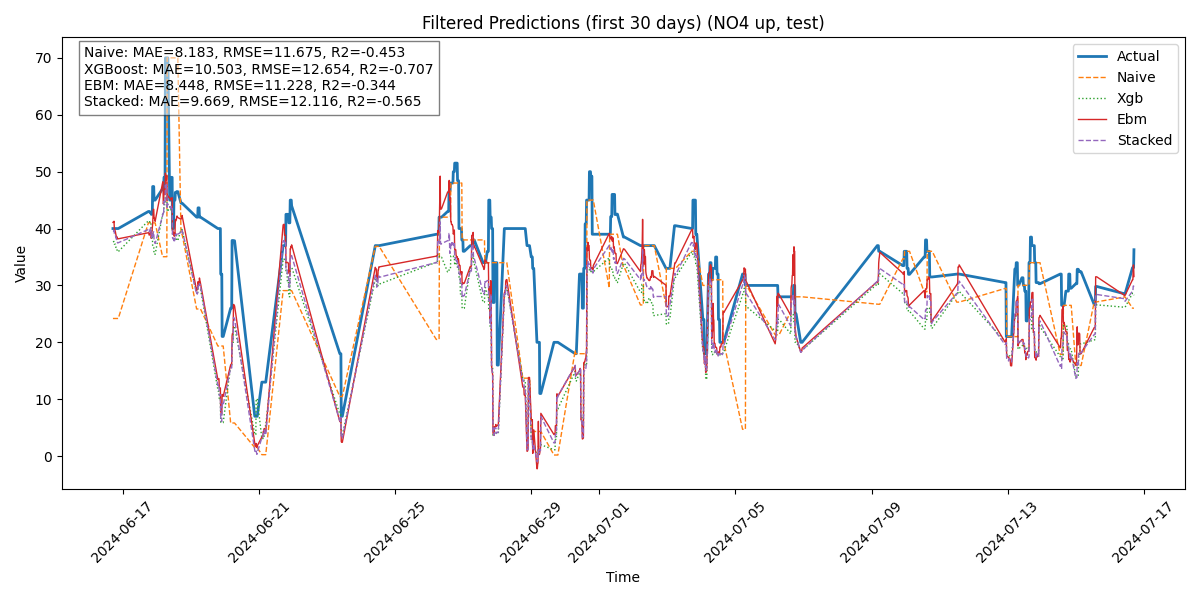 Filtered Predictions (first 30 days) (NO4 up, test)
Naive: MAE=8.183, RMSE=11.675, R2=-0.453
XGBoost: MAE=10.503, RMSE=12.654, R2=-0.707
EBM: MAE=8.448, RMSE=11.228, R2=-0.344
Stacked: MAE=9.669, RMSE=12.116, R2=-0.565
Actual
Naive
Xgb
Ebm
Stacked
Value
70
60
50
40
30
20
10
0
2024-06-17
2024-06-21
2024-06-25
2024-06-29
2024-07-01
2024-07-05
2024-07-09
2024-07-13
2024-07-17
Time